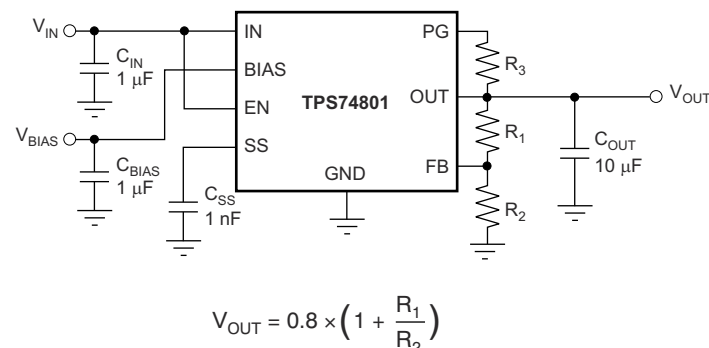 V_IN
C_IN
1 μF
V_BIAS
C_BIAS
1 μF
C_SS
1 nF
IN
BIAS
EN
SS
TPS74801
GND
PG
OUT
FB
R_3
R_1
R_2
V_OUT
C_OUT
10 μF
V_OUT = 0.8 × (1 + R_1 / R_2)